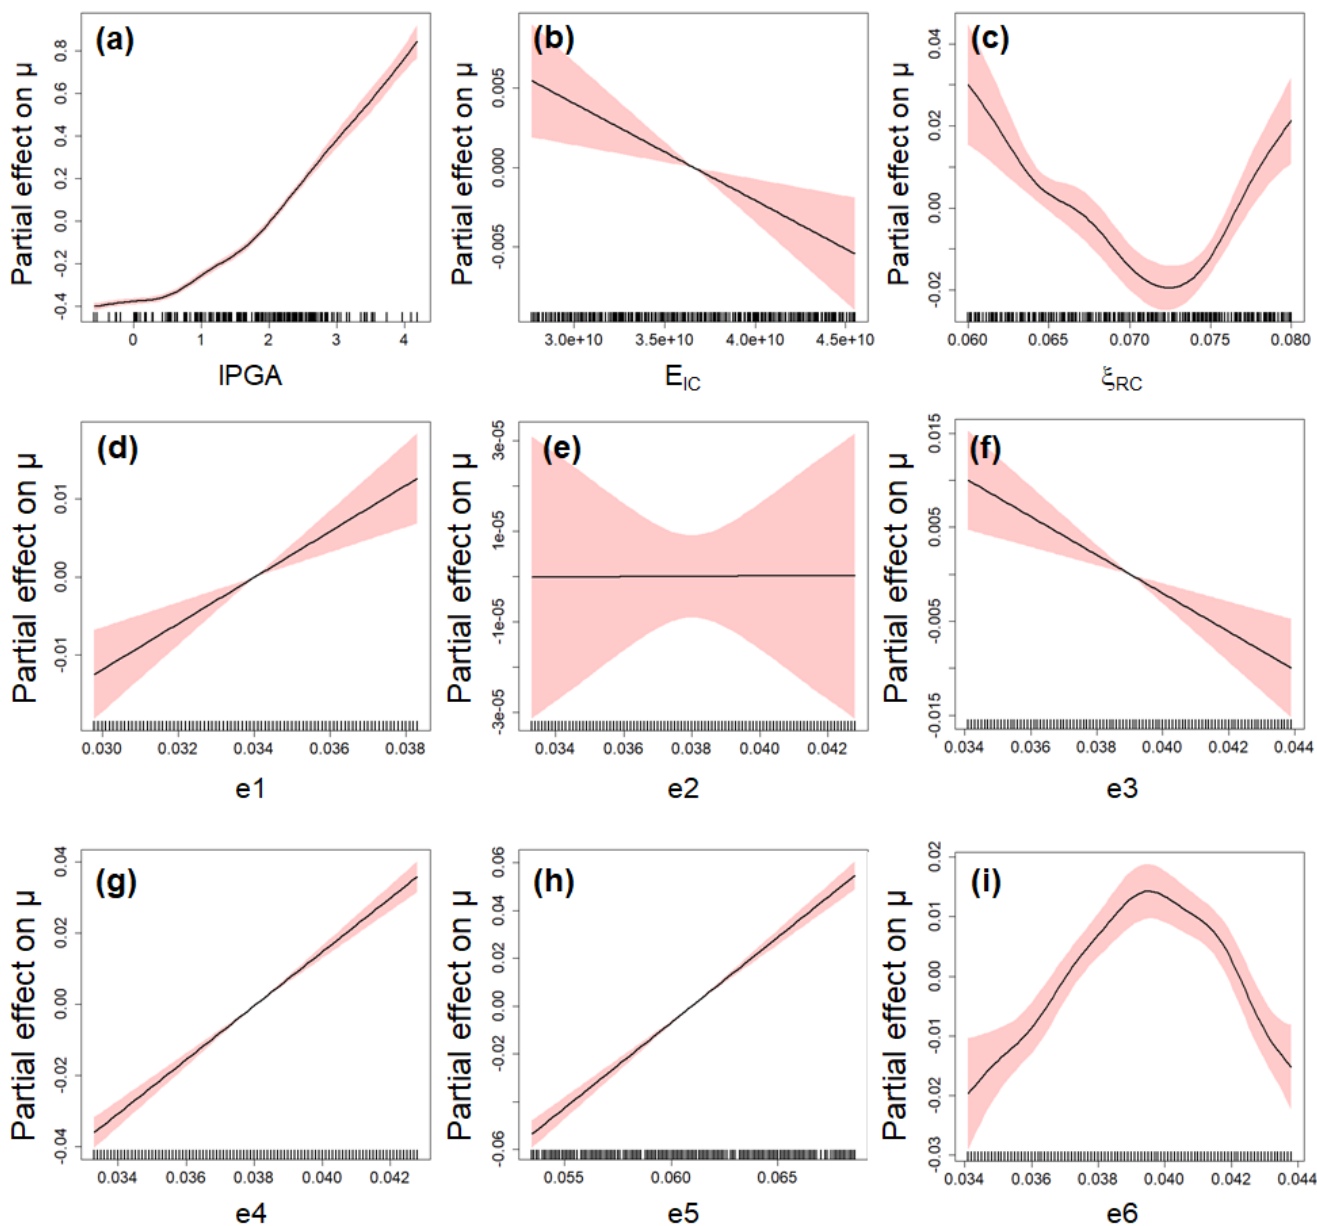 (a)
Partial effect on μ
-0.4 -0.2 0.0 0.2 0.4 0.6 0.8
0 1 2 3 4
lPGA
(b)
Partial effect on μ
-0.005 0.000 0.005
3.0e+10 3.5e+10 4.0e+10 4.5e+10
E_IC
(c)
Partial effect on μ
-0.02 0.00 0.02 0.04
0.060 0.065 0.070 0.075 0.080
ξ_RC
(d)
Partial effect on μ
-0.01 0.00 0.01
0.030 0.032 0.034 0.036 0.038
e1
(e)
Partial effect on μ
-3e-05 -1e-05 1e-05 3e-05
0.034 0.036 0.038 0.040 0.042
e2
(f)
Partial effect on μ
-0.015 -0.005 0.005 0.015
0.034 0.036 0.038 0.040 0.042 0.044
e3
(g)
Partial effect on μ
-0.04 -0.02 0.00 0.02 0.04
0.034 0.036 0.038 0.040 0.042
e4
(h)
Partial effect on μ
-0.06 -0.02 0.00 0.02 0.04 0.06
0.055 0.060 0.065
e5
(i)
Partial effect on μ
-0.03 -0.02 -0.01 0.00 0.01 0.02
0.034 0.036 0.038 0.040 0.042 0.044
e6